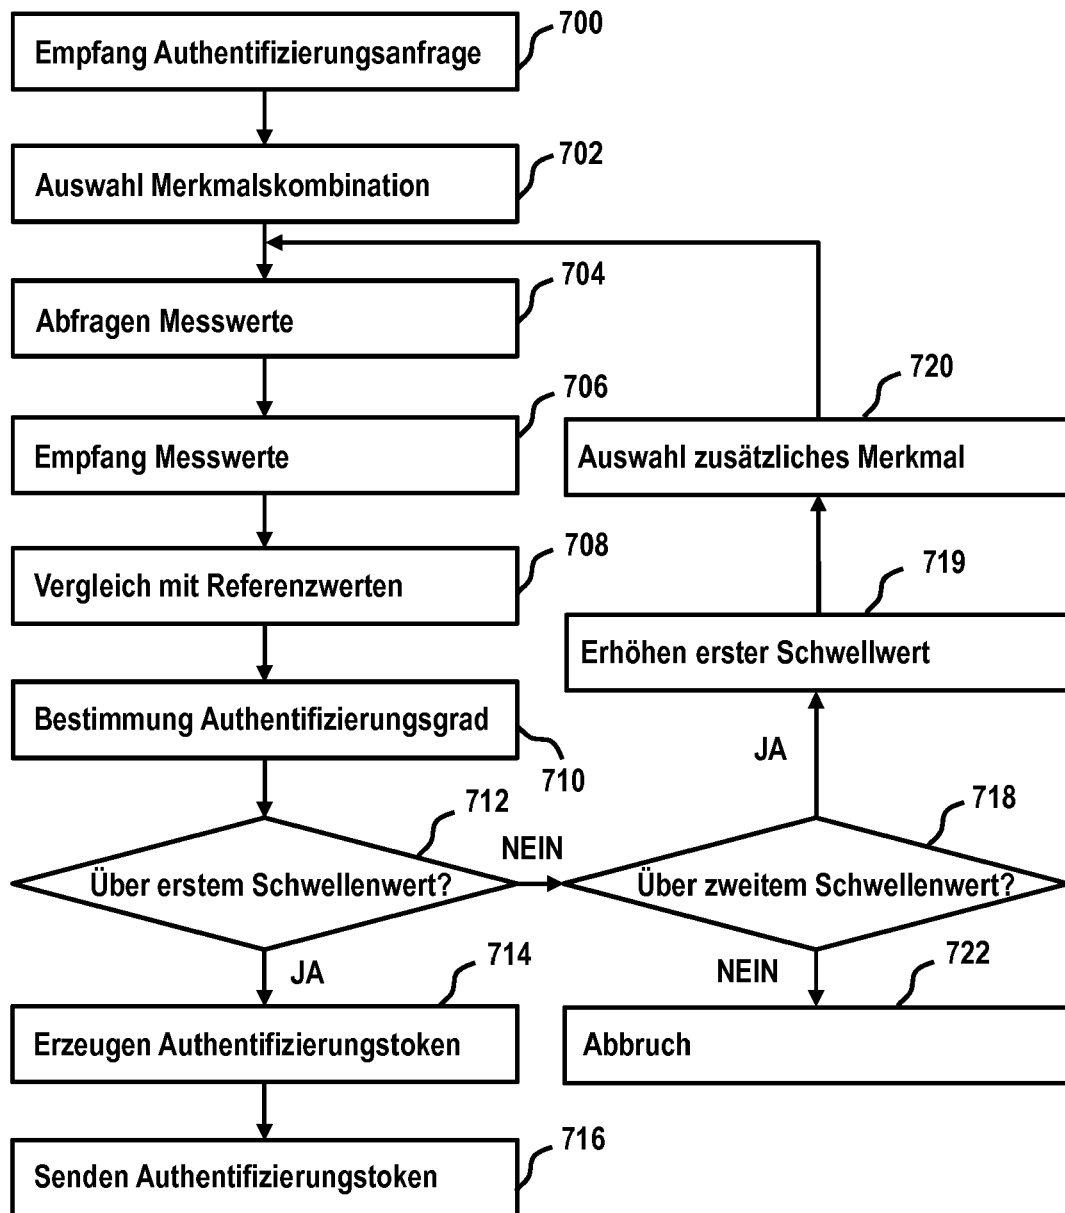 700
Empfang Authentifizierungsanfrage
702
Auswahl Merkmalskombination
704
Abfragen Messwerte
706
Empfang Messwerte
708
Vergleich mit Referenzwerten
Bestimmung Authentifizierungsgrad
710
712
Über erstem Schwellenwert?
NEIN
JA
714
Erzeugen Authentifizierungstoken
716
Senden Authentifizierungstoken
720
Auswahl zusätzliches Merkmal
719
Erhöhen erster Schwellwert
JA
718
Über zweitem Schwellenwert?
NEIN
722
Abbruch